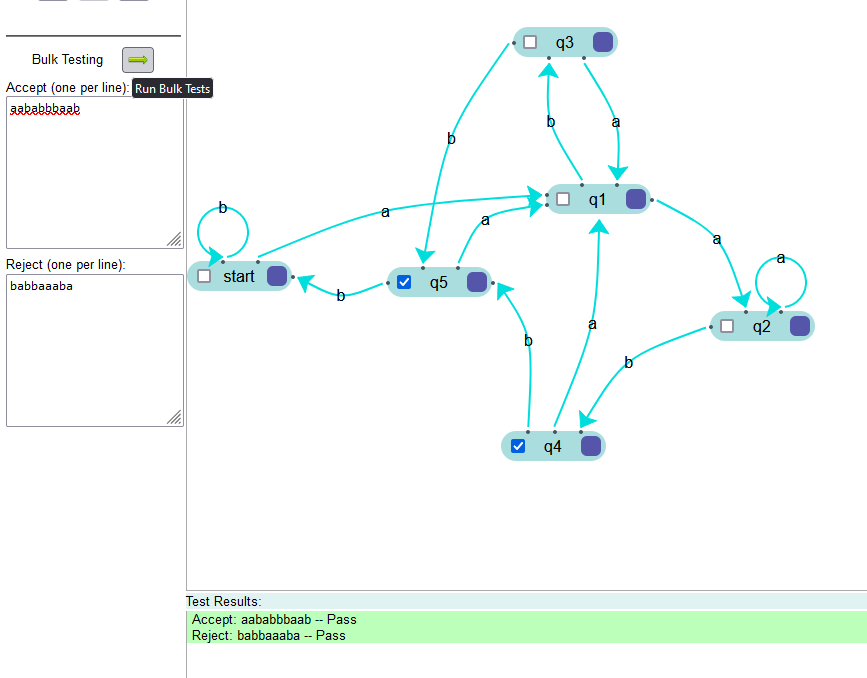 Bulk Testing
Accept (one per line):
Run Bulk Tests
aababbbaab
Reject (one per line):
babbaaaba
q3
b
b
a
q1
b
a
a
a
a
start
q5
b
q2
a
b
b
q4
Test Results:
Accept: aababbbaab -- Pass
Reject: babbaaaba -- Pass